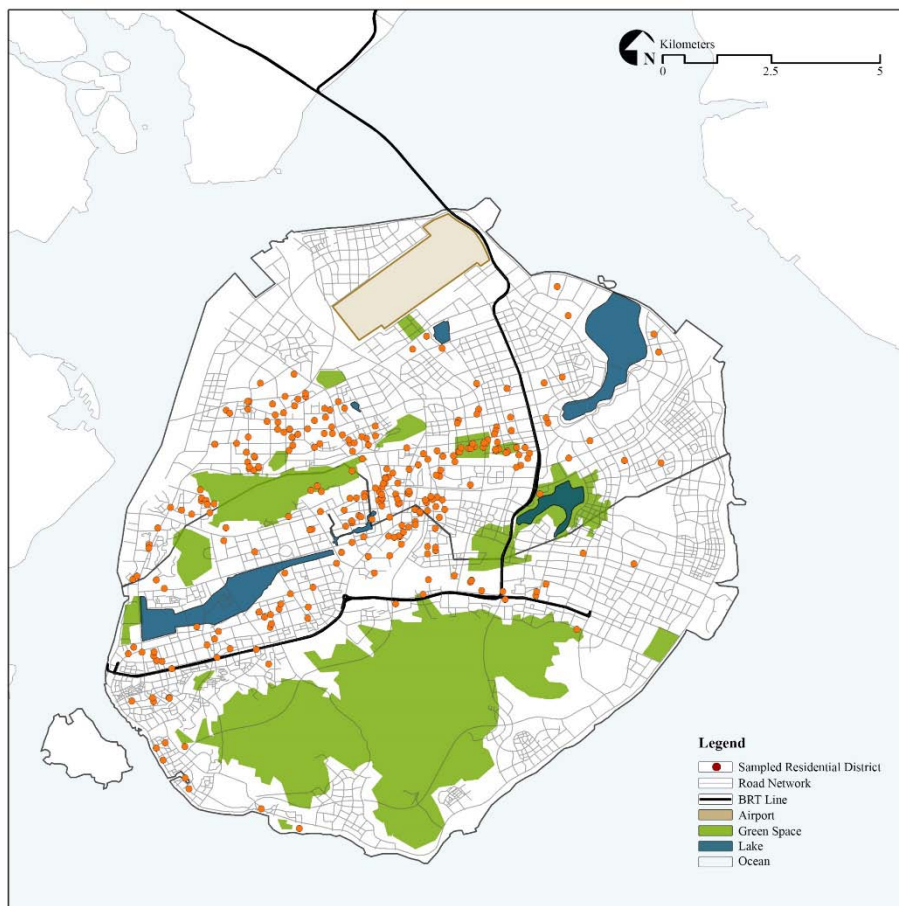 Kilometers
N
0 2.5 5
Legend
Sampled Residential District
Road Network
BRT Line
Airport
Green Space
Lake
Ocean